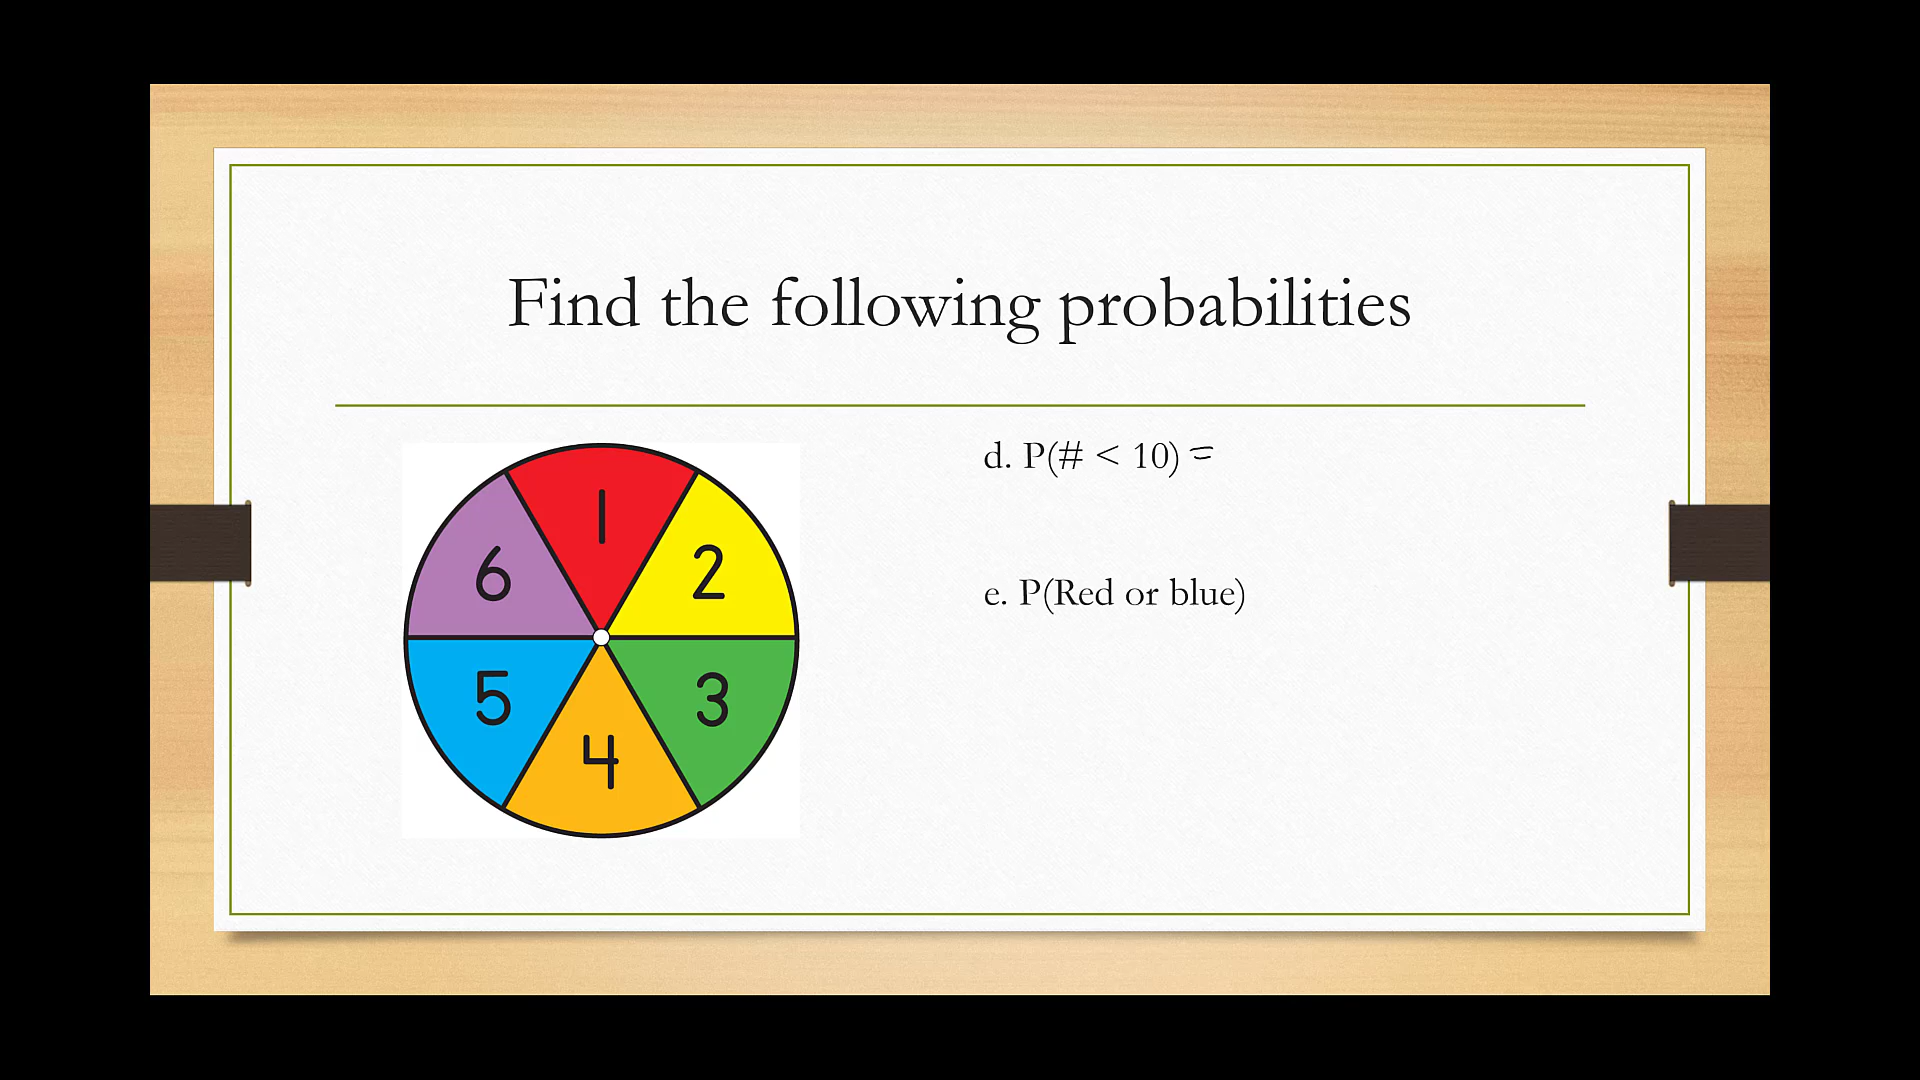 Find the following probabilities
d. P(# < 10) =
e. P(Red or blue)
1
2
3
4
5
6